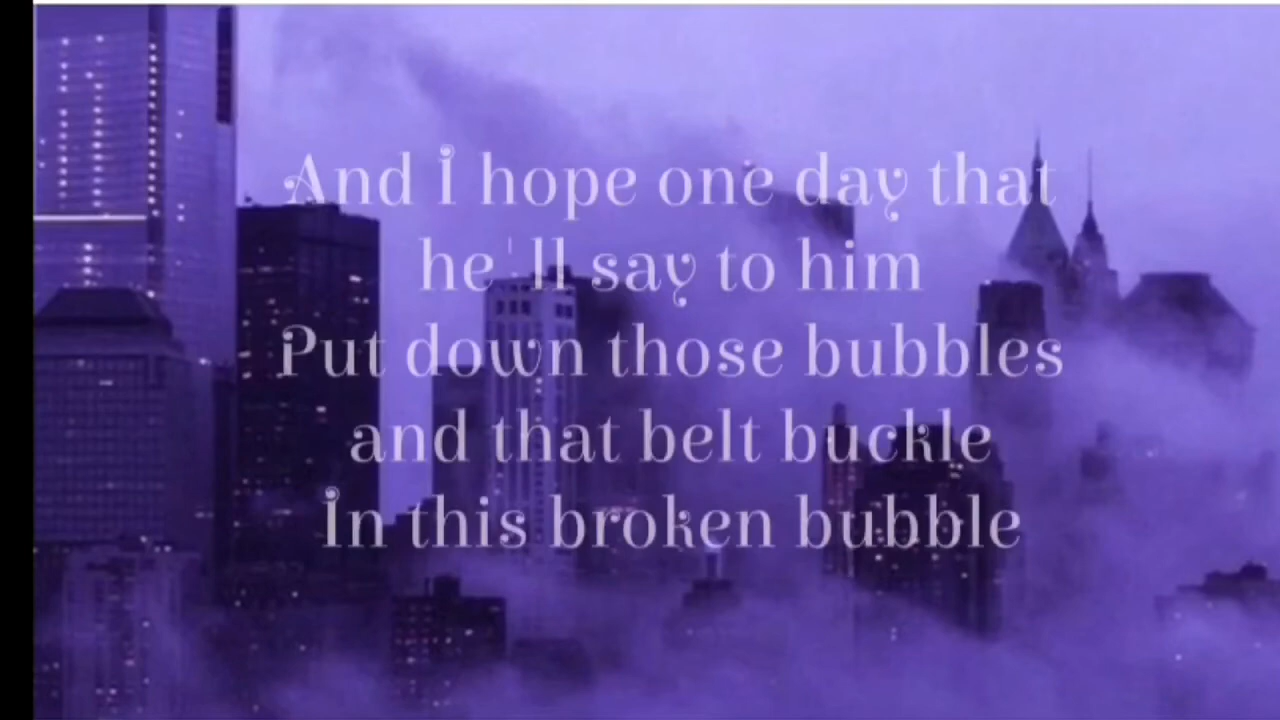 And I hope one day that
he'll say to him
Put down those bubbles
and that belt buckle
In this broken bubble